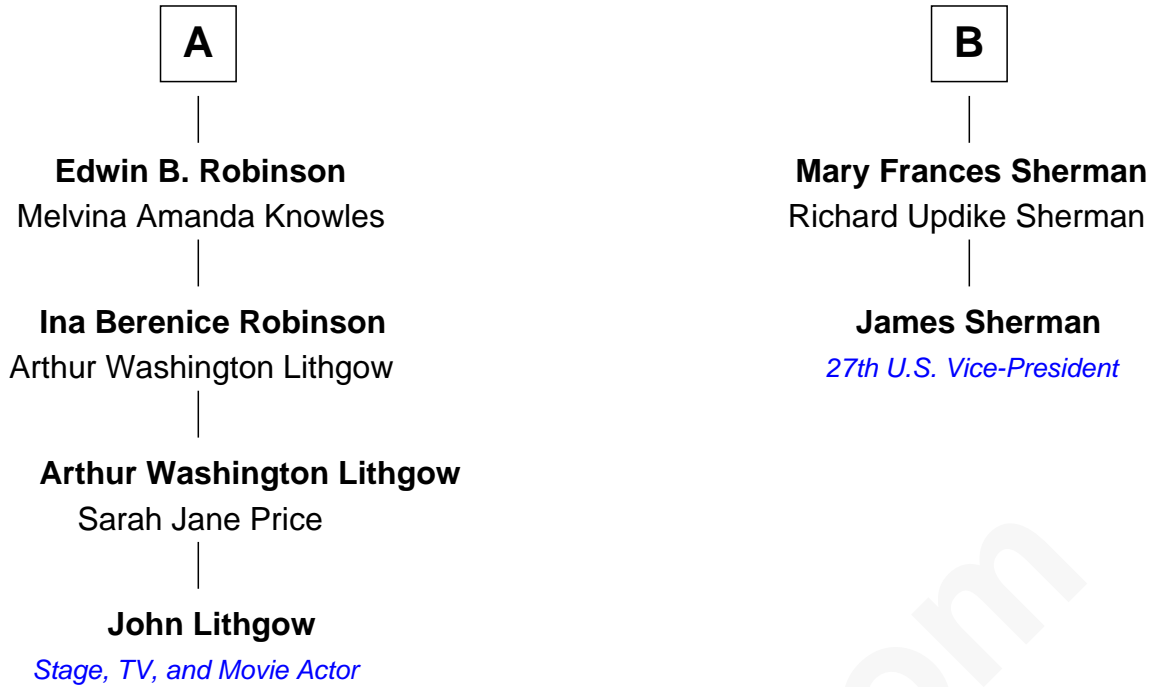 A
Edwin B. Robinson
Melvina Amanda Knowles
Ina Berenice Robinson
Arthur Washington Lithgow
Arthur Washington Lithgow
Sarah Jane Price
John Lithgow
Stage, TV, and Movie Actor
B
Mary Frances Sherman
Richard Updike Sherman
James Sherman
27th U.S. Vice-President
om